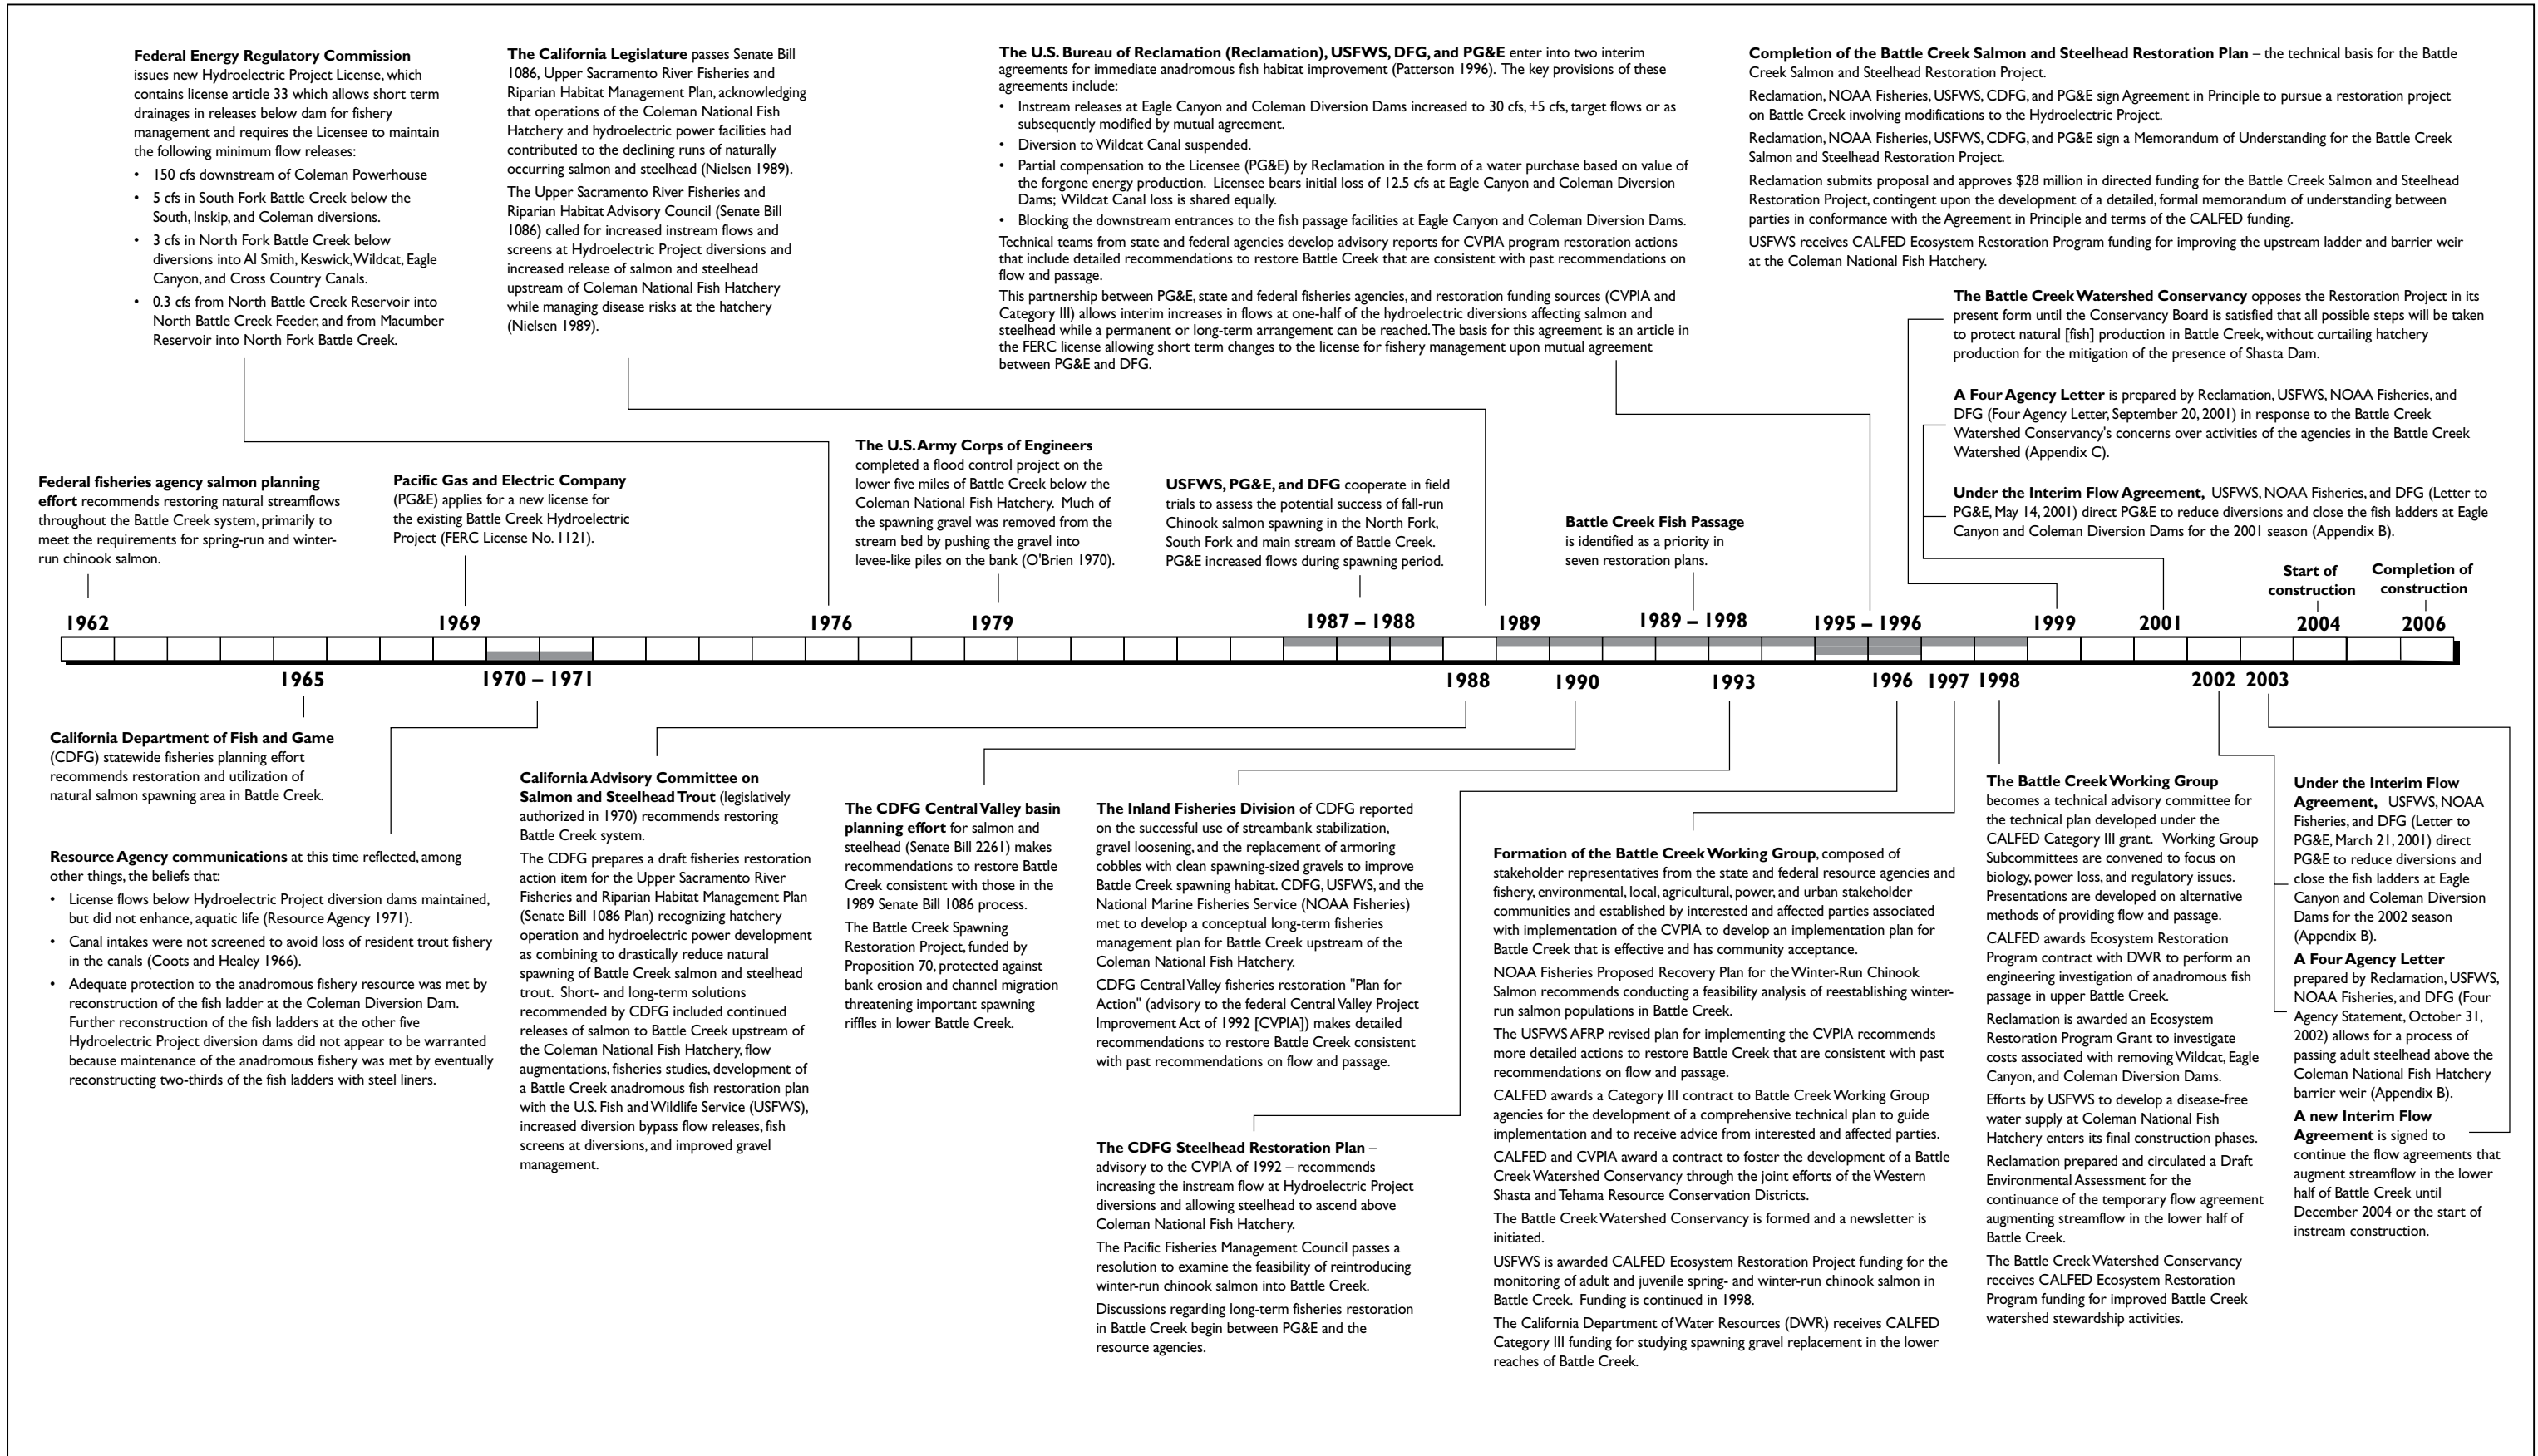 Federal Energy Regulatory Commission
issues new Hydroelectric Project License, which
contains license article 33 which allows short term
drainages in releases below dam for fishery
management and requires the Licensee to maintain
the following minimum flow releases:
• 150 cfs downstream of Coleman Powerhouse
• 5 cfs in South Fork Battle Creek below the
South, Inskip, and Coleman diversions.
• 3 cfs in North Fork Battle Creek below
diversions into Al Smith, Keswick, Wildcat, Eagle
Canyon, and Cross Country Canals.
• 0.3 cfs from North Battle Creek Reservoir into
North Battle Creek Feeder, and from Macumber
Reservoir into North Fork Battle Creek.
The California Legislature passes Senate Bill
1086, Upper Sacramento River Fisheries and
Riparian Habitat Management Plan, acknowledging
that operations of the Coleman National Fish
Hatchery and hydroelectric power facilities had
contributed to the declining runs of naturally
occurring salmon and steelhead (Nielsen 1989).
The Upper Sacramento River Fisheries and
Riparian Habitat Advisory Council (Senate Bill
1086) called for increased instream flows and
screens at Hydroelectric Project diversions and
increased release of salmon and steelhead
upstream of Coleman National Fish Hatchery
while managing disease risks at the hatchery
(Nielsen 1989).
The U.S. Bureau of Reclamation (Reclamation), USFWS, DFG, and PG&E enter into two interim
agreements for immediate anadromous fish habitat improvement (Patterson 1996). The key provisions of these
agreements include:
• Instream releases at Eagle Canyon and Coleman Diversion Dams increased to 30 cfs, ±5 cfs, target flows or as
subsequently modified by mutual agreement.
• Diversion to Wildcat Canal suspended.
• Partial compensation to the Licensee (PG&E) by Reclamation in the form of a water purchase based on value of
the forgone energy production. Licensee bears initial loss of 12.5 cfs at Eagle Canyon and Coleman Diversion
Dams; Wildcat Canal loss is shared equally.
• Blocking the downstream entrances to the fish passage facilities at Eagle Canyon and Coleman Diversion Dams.
Technical teams from state and federal agencies develop advisory reports for CVPIA program restoration actions
that include detailed recommendations to restore Battle Creek that are consistent with past recommendations on
flow and passage.
This partnership between PG&E, state and federal fisheries agencies, and restoration funding sources (CVPIA and
Category III) allows interim increases in flows at one-half of the hydroelectric diversions affecting salmon and
steelhead while a permanent or long-term arrangement can be reached. The basis for this agreement is an article in
the FERC license allowing short term changes to the license for fishery management upon mutual agreement
between PG&E and DFG.
Completion of the Battle Creek Salmon and Steelhead Restoration Plan – the technical basis for the Battle
Creek Salmon and Steelhead Restoration Project.
Reclamation, NOAA Fisheries, USFWS, CDFG, and PG&E sign Agreement in Principle to pursue a restoration project
on Battle Creek involving modifications to the Hydroelectric Project.
Reclamation, NOAA Fisheries, USFWS, CDFG, and PG&E sign a Memorandum of Understanding for the Battle Creek
Salmon and Steelhead Restoration Project.
Reclamation submits proposal and approves $28 million in directed funding for the Battle Creek Salmon and Steelhead
Restoration Project, contingent upon the development of a detailed, formal memorandum of understanding between
parties in conformance with the Agreement in Principle and terms of the CALFED funding.
USFWS receives CALFED Ecosystem Restoration Program funding for improving the upstream ladder and barrier weir
at the Coleman National Fish Hatchery.
The Battle Creek Watershed Conservancy opposes the Restoration Project in its
present form until the Conservancy Board is satisfied that all possible steps will be taken
to protect natural [fish] production in Battle Creek, without curtailing hatchery
production for the mitigation of the presence of Shasta Dam.
A Four Agency Letter is prepared by Reclamation, USFWS, NOAA Fisheries, and
DFG (Four Agency Letter, September 20, 2001) in response to the Battle Creek
Watershed Conservancy's concerns over activities of the agencies in the Battle Creek
Watershed (Appendix C).
Under the Interim Flow Agreement, USFWS, NOAA Fisheries, and DFG (Letter to
PG&E, May 14, 2001) direct PG&E to reduce diversions and close the fish ladders at Eagle
Canyon and Coleman Diversion Dams for the 2001 season (Appendix B).
Federal fisheries agency salmon planning
effort recommends restoring natural streamflows
throughout the Battle Creek system, primarily to
meet the requirements for spring-run and winter-
run chinook salmon.
Pacific Gas and Electric Company
(PG&E) applies for a new license for
the existing Battle Creek Hydroelectric
Project (FERC License No. 1121).
The U.S. Army Corps of Engineers
completed a flood control project on the
lower five miles of Battle Creek below the
Coleman National Fish Hatchery. Much of
the spawning gravel was removed from the
stream bed by pushing the gravel into
levee-like piles on the bank (O'Brien 1970).
USFWS, PG&E, and DFG cooperate in field
trials to assess the potential success of fall-run
Chinook salmon spawning in the North Fork,
South Fork and main stream of Battle Creek.
PG&E increased flows during spawning period.
Battle Creek Fish Passage
is identified as a priority in
seven restoration plans.
Start of
construction
Completion of
construction
1962
1969
1976
1979
1987 – 1988
1989
1989 – 1998
1995 – 1996
1999
2001
2004
2006
1965
1970 – 1971
1988
1990
1993
1996
1997
1998
2002
2003
California Department of Fish and Game
(CDFG) statewide fisheries planning effort
recommends restoration and utilization of
natural salmon spawning area in Battle Creek.
Resource Agency communications at this time reflected, among
other things, the beliefs that:
• License flows below Hydroelectric Project diversion dams maintained,
but did not enhance, aquatic life (Resource Agency 1971).
• Canal intakes were not screened to avoid loss of resident trout fishery
in the canals (Coots and Healey 1966).
• Adequate protection to the anadromous fishery resource was met by
reconstruction of the fish ladder at the Coleman Diversion Dam.
Further reconstruction of the fish ladders at the other five
Hydroelectric Project diversion dams did not appear to be warranted
because maintenance of the anadromous fishery was met by eventually
reconstructing two-thirds of the fish ladders with steel liners.
California Advisory Committee on
Salmon and Steelhead Trout (legislatively
authorized in 1970) recommends restoring
Battle Creek system.
The CDFG prepares a draft fisheries restoration
action item for the Upper Sacramento River
Fisheries and Riparian Habitat Management Plan
(Senate Bill 1086 Plan) recognizing hatchery
operation and hydroelectric power development
as combining to drastically reduce natural
spawning of Battle Creek salmon and steelhead
trout. Short- and long-term solutions
recommended by CDFG included continued
releases of salmon to Battle Creek upstream of
the Coleman National Fish Hatchery, flow
augmentations, fisheries studies, development of
a Battle Creek anadromous fish restoration plan
with the U.S. Fish and Wildlife Service (USFWS),
increased diversion bypass flow releases, fish
screens at diversions, and improved gravel
management.
The CDFG Central Valley basin
planning effort for salmon and
steelhead (Senate Bill 2261) makes
recommendations to restore Battle
Creek consistent with those in the
1989 Senate Bill 1086 process.
The Battle Creek Spawning
Restoration Project, funded by
Proposition 70, protected against
bank erosion and channel migration
threatening important spawning
riffles in lower Battle Creek.
The Inland Fisheries Division of CDFG reported
on the successful use of streambank stabilization,
gravel loosening, and the replacement of armoring
cobbles with clean spawning-sized gravels to improve
Battle Creek spawning habitat. CDFG, USFWS, and the
National Marine Fisheries Service (NOAA Fisheries)
met to develop a conceptual long-term fisheries
management plan for Battle Creek upstream of the
Coleman National Fish Hatchery.
CDFG Central Valley fisheries restoration "Plan for
Action" (advisory to the federal Central Valley Project
Improvement Act of 1992 [CVPIA]) makes detailed
recommendations to restore Battle Creek consistent
with past recommendations on flow and passage.
The CDFG Steelhead Restoration Plan –
advisory to the CVPIA of 1992 – recommends
increasing the instream flow at Hydroelectric Project
diversions and allowing steelhead to ascend above
Coleman National Fish Hatchery.
The Pacific Fisheries Management Council passes a
resolution to examine the feasibility of reintroducing
winter-run chinook salmon into Battle Creek.
Discussions regarding long-term fisheries restoration
in Battle Creek begin between PG&E and the
resource agencies.
Formation of the Battle Creek Working Group, composed of
stakeholder representatives from the state and federal resource agencies and
fishery, environmental, local, agricultural, power, and urban stakeholder
communities and established by interested and affected parties associated
with implementation of the CVPIA to develop an implementation plan for
Battle Creek that is effective and has community acceptance.
NOAA Fisheries Proposed Recovery Plan for the Winter-Run Chinook
Salmon recommends conducting a feasibility analysis of reestablishing winter-
run salmon populations in Battle Creek.
The USFWS AFRP revised plan for implementing the CVPIA recommends
more detailed actions to restore Battle Creek that are consistent with past
recommendations on flow and passage.
CALFED awards a Category III contract to Battle Creek Working Group
agencies for the development of a comprehensive technical plan to guide
implementation and to receive advice from interested and affected parties.
CALFED and CVPIA award a contract to foster the development of a Battle
Creek Watershed Conservancy through the joint efforts of the Western
Shasta and Tehama Resource Conservation Districts.
The Battle Creek Watershed Conservancy is formed and a newsletter is
initiated.
USFWS is awarded CALFED Ecosystem Restoration Project funding for the
monitoring of adult and juvenile spring- and winter-run chinook salmon in
Battle Creek. Funding is continued in 1998.
The California Department of Water Resources (DWR) receives CALFED
Category III funding for studying spawning gravel replacement in the lower
reaches of Battle Creek.
The Battle Creek Working Group
becomes a technical advisory committee for
the technical plan developed under the
CALFED Category III grant. Working Group
Subcommittees are convened to focus on
biology, power loss, and regulatory issues.
Presentations are developed on alternative
methods of providing flow and passage.
CALFED awards Ecosystem Restoration
Program contract with DWR to perform an
engineering investigation of anadromous fish
passage in upper Battle Creek.
Reclamation is awarded an Ecosystem
Restoration Program Grant to investigate
costs associated with removing Wildcat, Eagle
Canyon, and Coleman Diversion Dams.
Efforts by USFWS to develop a disease-free
water supply at Coleman National Fish
Hatchery enters its final construction phases.
Reclamation prepared and circulated a Draft
Environmental Assessment for the
continuance of the temporary flow agreement
augmenting streamflow in the lower half of
Battle Creek.
The Battle Creek Watershed Conservancy
receives CALFED Ecosystem Restoration
Program funding for improved Battle Creek
watershed stewardship activities.
Under the Interim Flow
Agreement, USFWS, NOAA
Fisheries, and DFG (Letter to
PG&E, March 21, 2001) direct
PG&E to reduce diversions and
close the fish ladders at Eagle
Canyon and Coleman Diversion
Dams for the 2002 season
(Appendix B).
A Four Agency Letter
prepared by Reclamation, USFWS,
NOAA Fisheries, and DFG (Four
Agency Statement, October 31,
2002) allows for a process of
passing adult steelhead above the
Coleman National Fish Hatchery
barrier weir (Appendix B).
A new Interim Flow
Agreement is signed to
continue the flow agreements that
augment streamflow in the lower
half of Battle Creek until
December 2004 or the start of
instream construction.